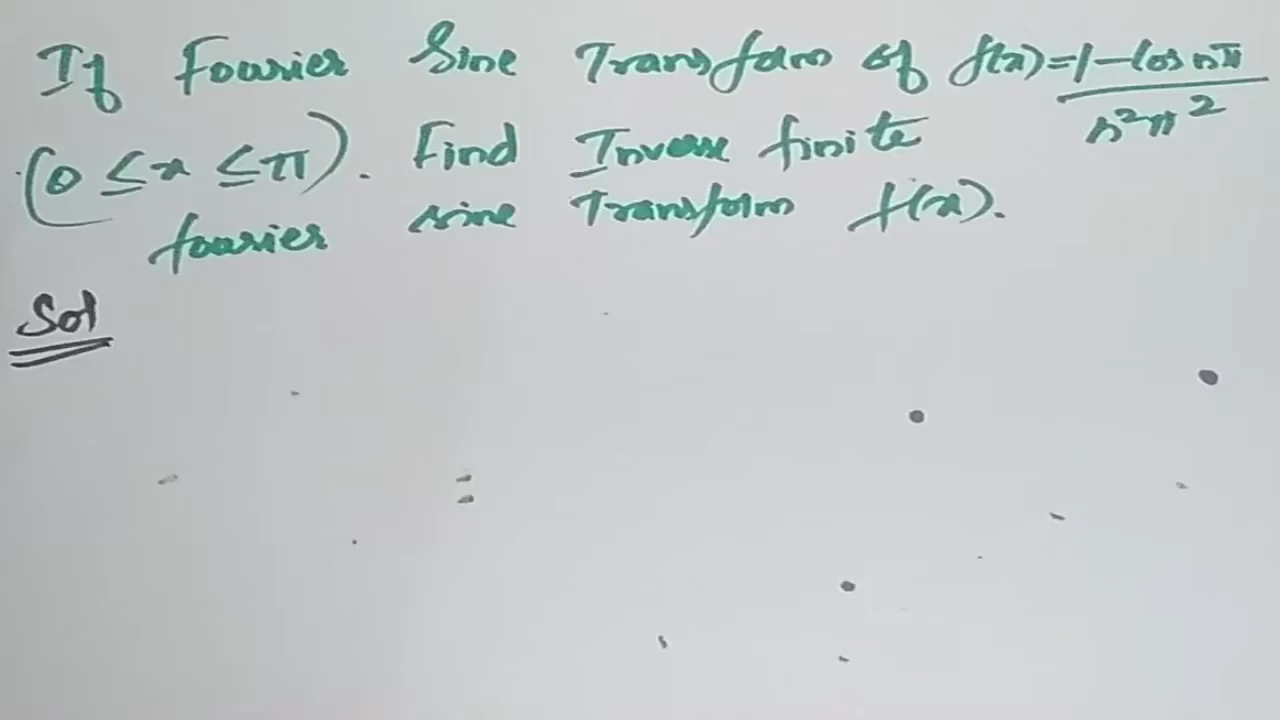 If Fourier Sine Transform of f(x)=1-cos nπ
n²π²
(0 ≤ x ≤ π). Find Inverse finite
fourier sine Transform f(x).
Sol